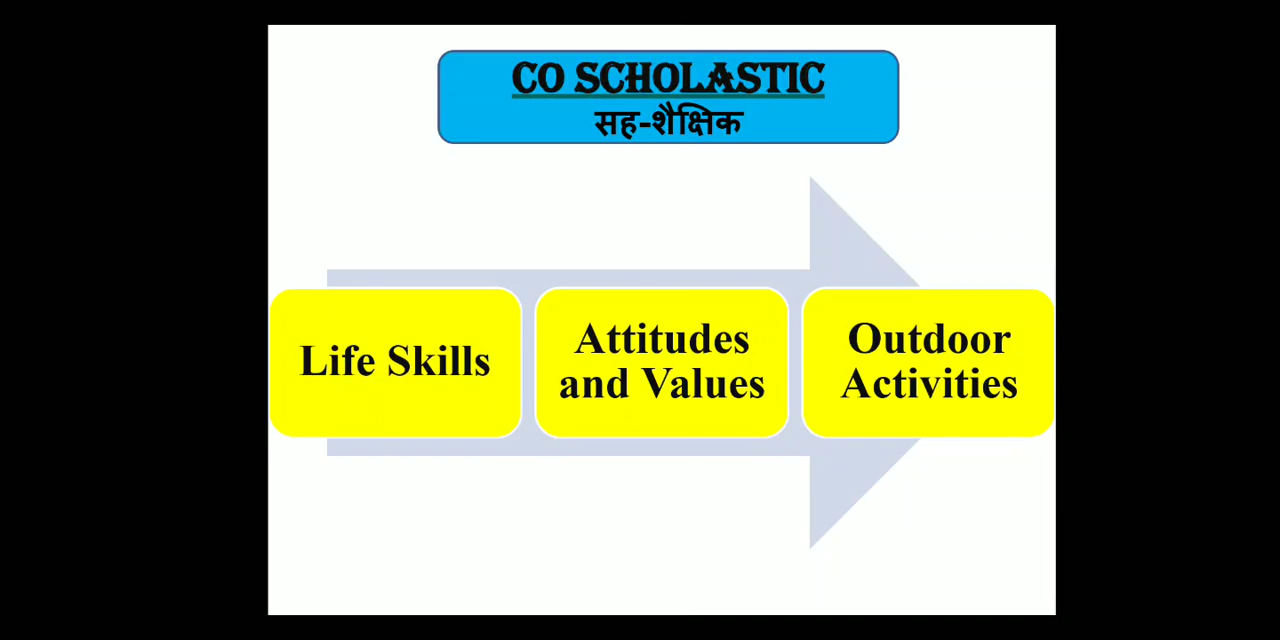 CO SCHOLASTIC
सह-शैक्षिक
Life Skills
Attitudes
and Values
Outdoor
Activities